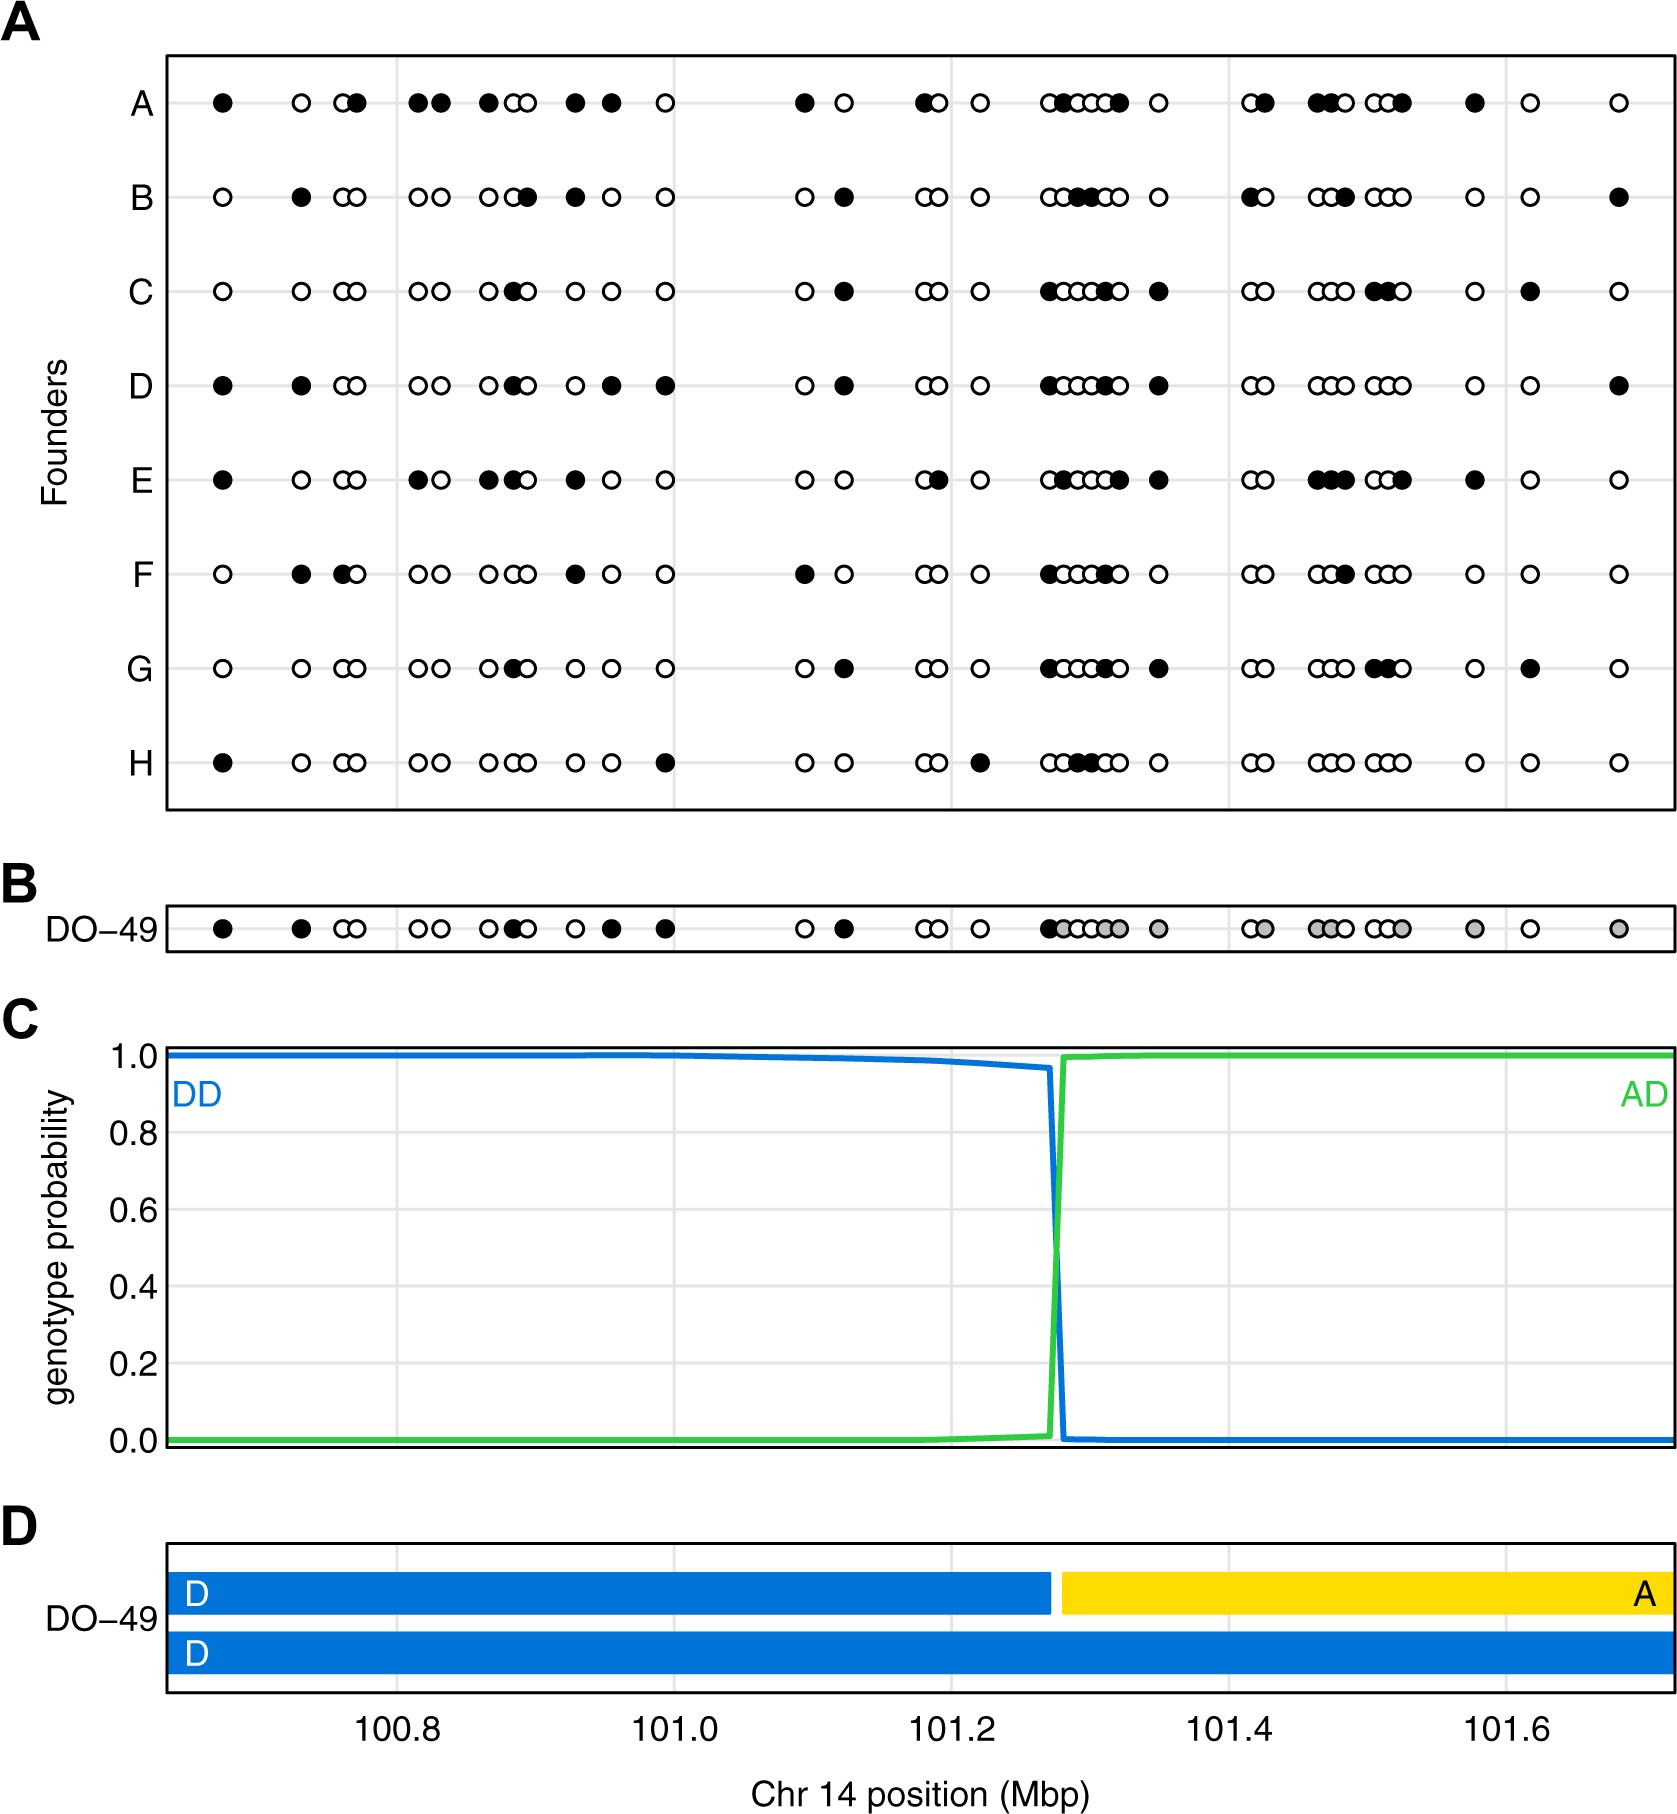 A
A
B
C
D
E
F
G
H
Founders
B
DO−49
C
1.0
0.8
0.6
0.4
0.2
0.0
genotype probability
DD
AD
D
DO−49
D
A
D
100.8 101.0 101.2 101.4 101.6
Chr 14 position (Mbp)